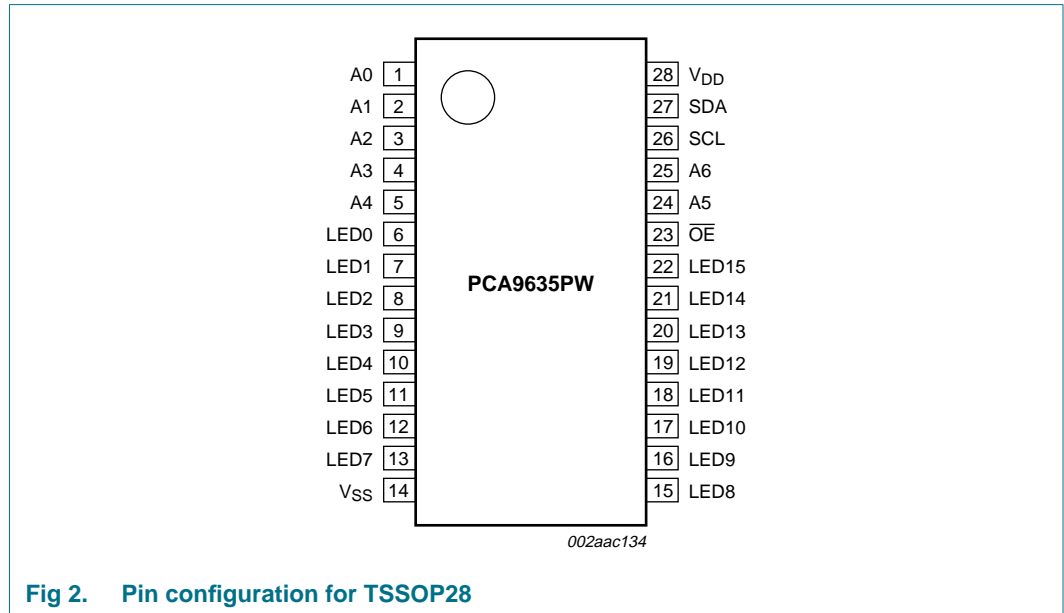 A0 1 28 VDD
A1 2 27 SDA
A2 3 26 SCL
A3 4 25 A6
A4 5 24 A5
LED0 6 23 O̅E̅
LED1 7 22 LED15
PCA9635PW
LED2 8 21 LED14
LED3 9 20 LED13
LED4 10 19 LED12
LED5 11 18 LED11
LED6 12 17 LED10
LED7 13 16 LED9
VSS 14 15 LED8
002aac134
Fig 2. Pin configuration for TSSOP28